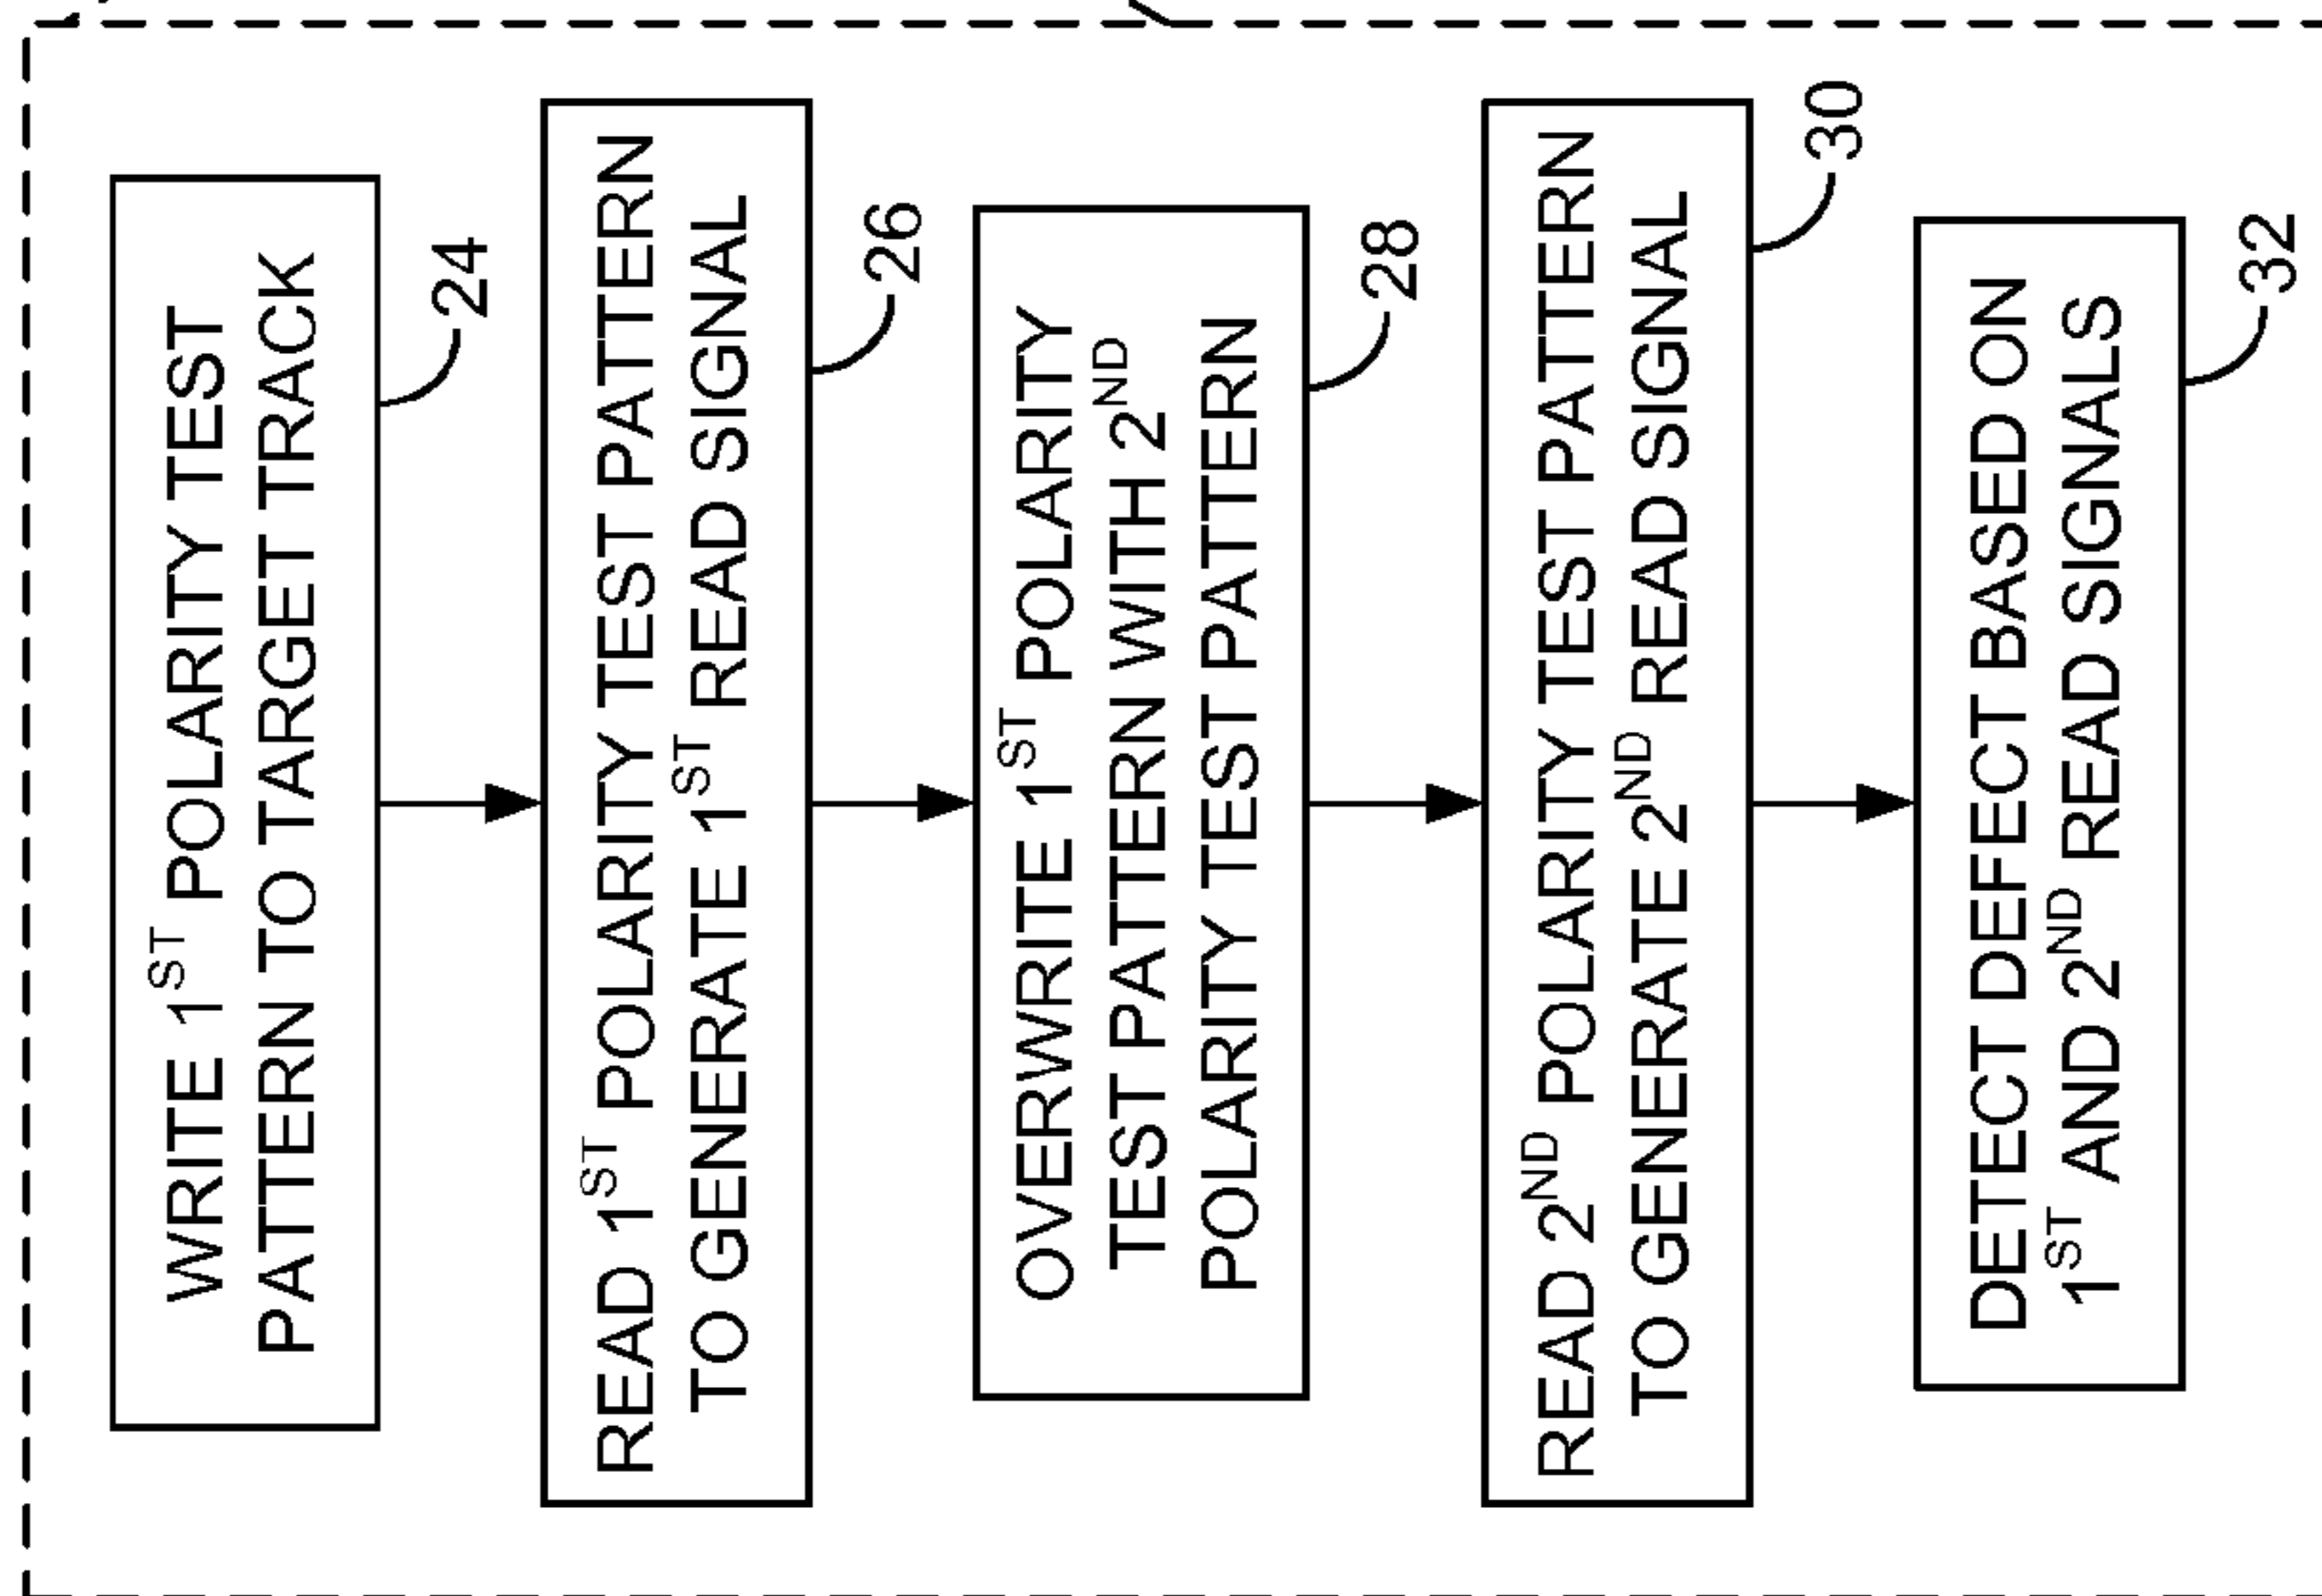 WRITE 1ST POLARITY TEST
PATTERN TO TARGET TRACK
24
READ 1ST POLARITY TEST PATTERN
TO GENERATE 1ST READ SIGNAL
26
OVERWRITE 1ST POLARITY
TEST PATTERN WITH 2ND
POLARITY TEST PATTERN
28
READ 2ND POLARITY TEST PATTERN
TO GENERATE 2ND READ SIGNAL
30
DETECT DEFECT BASED ON
1ST AND 2ND READ SIGNALS
32